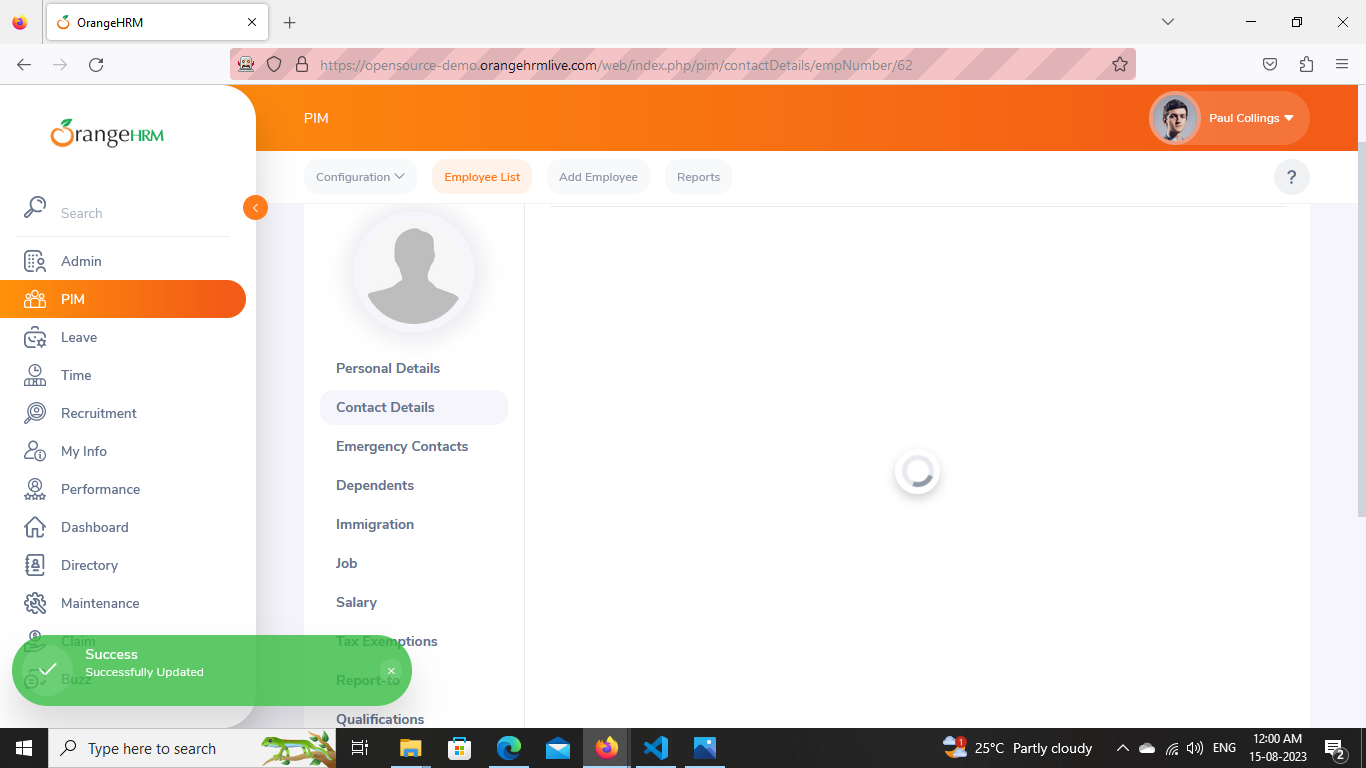 OrangeHRM
https://opensource-demo.orangehrmlive.com/web/index.php/pim/contactDetails/empNumber/62
OrangeHRM
PIM
Paul Collings
Configuration
Employee List
Add Employee
Reports
?
Search
Admin
PIM
Leave
Time
Recruitment
My Info
Performance
Dashboard
Directory
Maintenance
Claim
Buzz
Personal Details
Contact Details
Emergency Contacts
Dependents
Immigration
Job
Salary
Tax Exemptions
Report-to
Qualifications
Success
Successfully Updated
Type here to search
1
25°C Partly cloudy
ENG
12:00 AM
15-08-2023
2